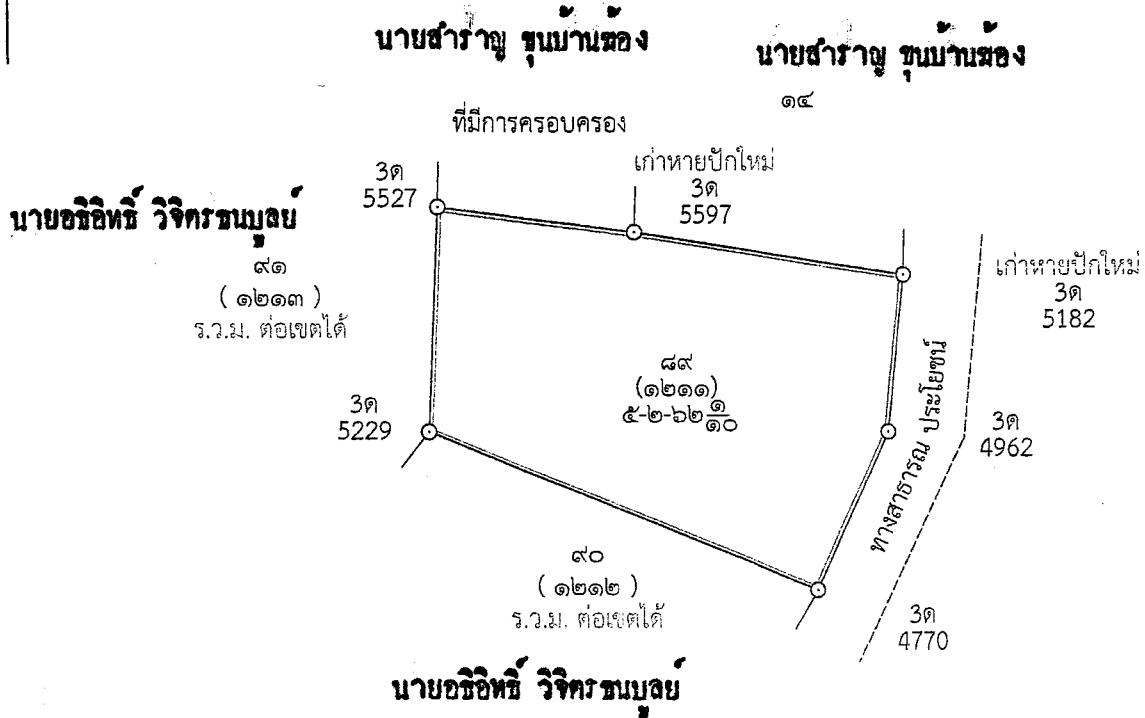 นายสำราญ ขุนบ้านฆ้อง
นายสำราญ ขุนบ้านฆ้อง
๑๔
ที่มีการครอบครอง
เก่าหายปักใหม่
3ด
5597
3ด
5527
นายอธิอิทธิ์ วิจิตรธนบูลย์
๙๑
( ๑๒๑๓ )
ร.ว.ม. ต่อเขตได้
เก่าหายปักใหม่
3ด
5182
๘๙
(๑๒๑๑)
๕-๒-๖๒ ๑/๑๐
ทางสาธารณ ประโยชน์
3ด
5229
3ด
4962
๙๐
( ๑๒๑๒ )
ร.ว.ม. ต่อเขตได้
3ด
4770
นายอธิอิทธิ์ วิจิตรธนบูลย์